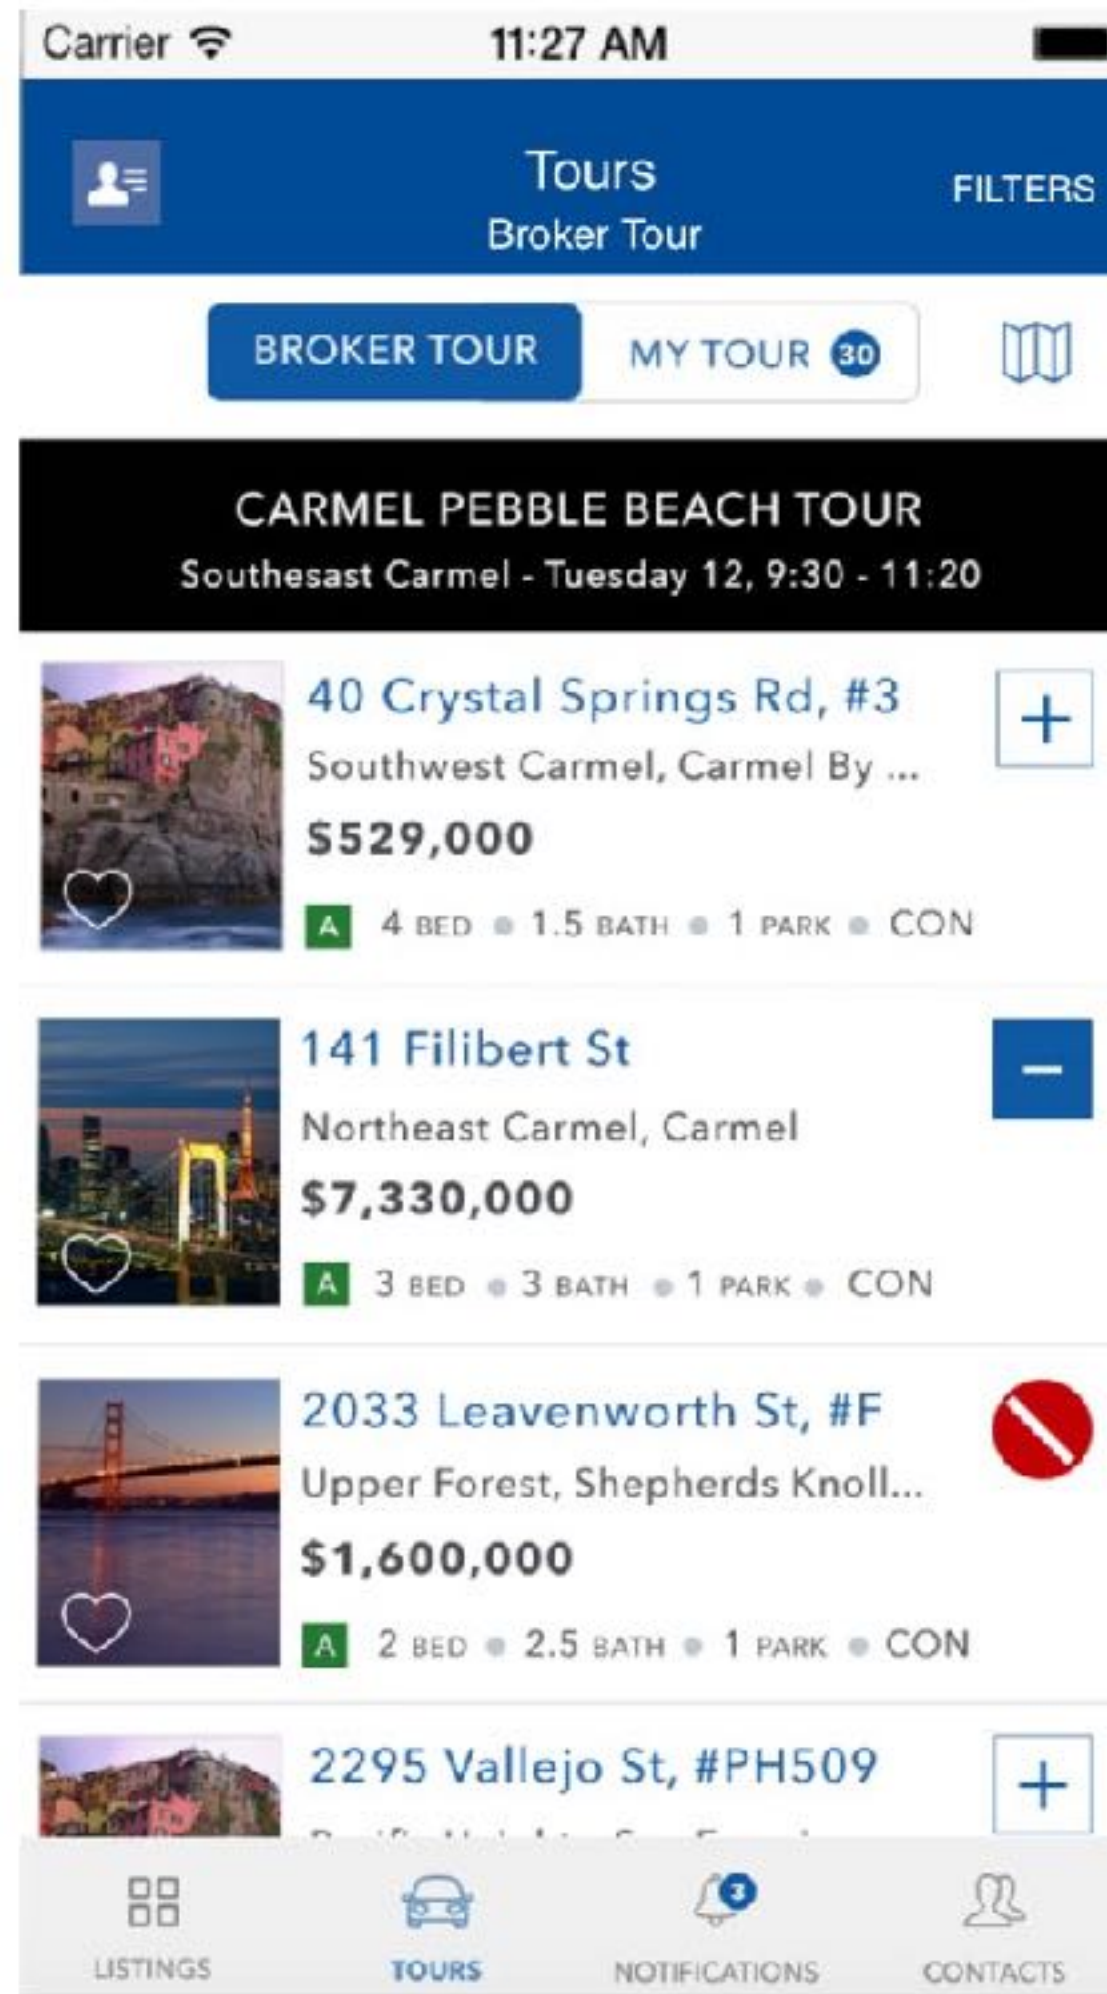 Carrier 11:27 AM
Tours
Broker Tour
FILTERS
BROKER TOUR MY TOUR 30
CARMEL PEBBLE BEACH TOUR
Southesast Carmel - Tuesday 12, 9:30 - 11:20
40 Crystal Springs Rd, #3
Southwest Carmel, Carmel By ...
$529,000
A 4 BED 1.5 BATH 1 PARK CON
141 Filibert St
Northeast Carmel, Carmel
$7,330,000
A 3 BED 3 BATH 1 PARK CON
2033 Leavenworth St, #F
Upper Forest, Shepherds Knoll...
$1,600,000
A 2 BED 2.5 BATH 1 PARK CON
2295 Vallejo St, #PH509
3
LISTINGS TOURS NOTIFICATIONS CONTACTS